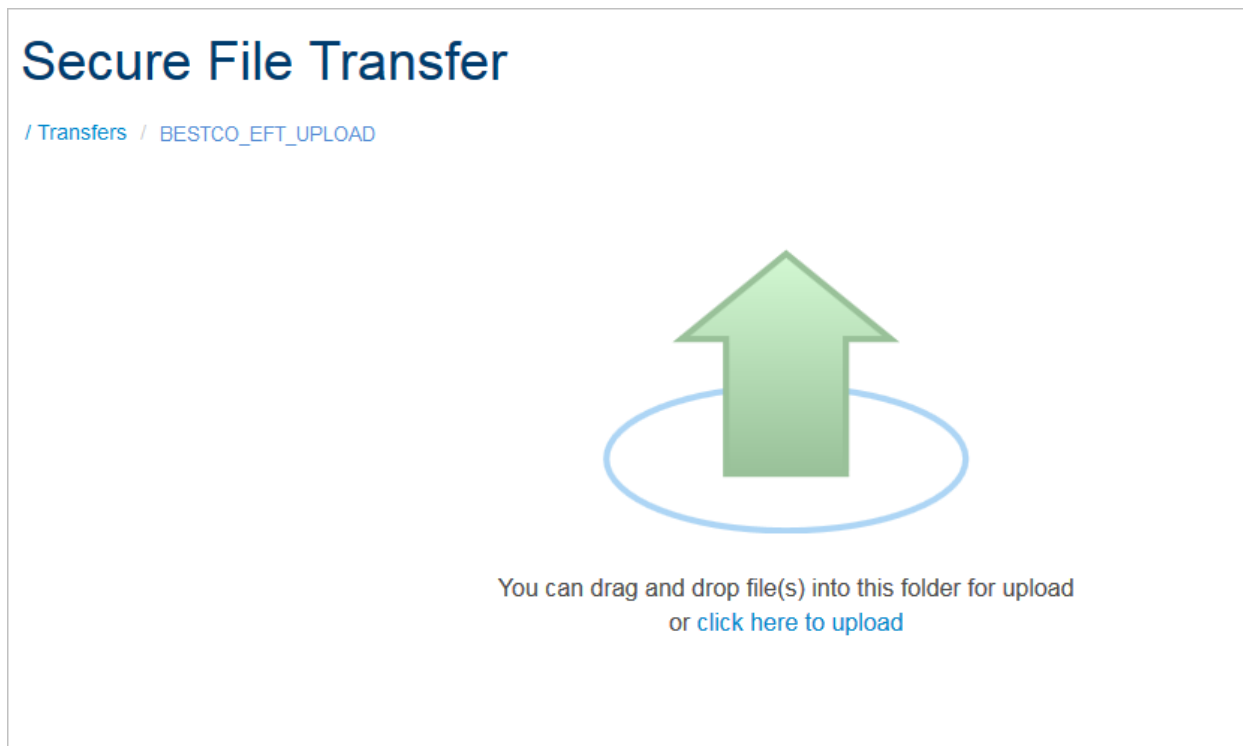 Secure File Transfer
/ Transfers / BESTCO_EFT_UPLOAD
You can drag and drop file(s) into this folder for upload
or click here to upload